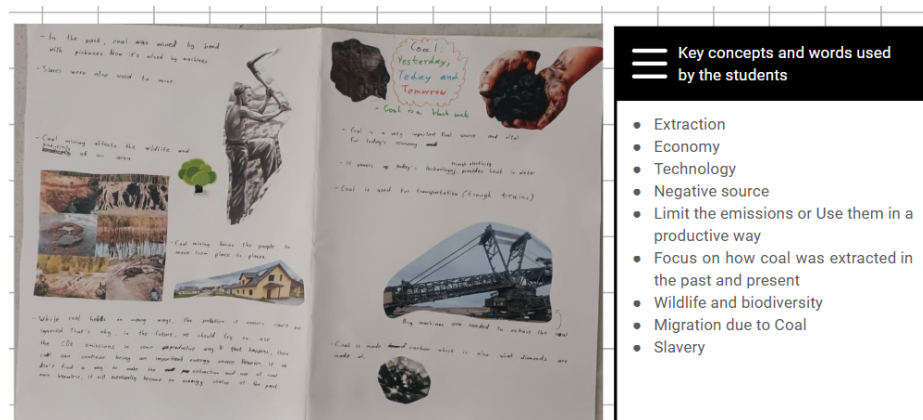 - In the past, coal was mined by hand
with pickaxes Now it's mined by machines
- Slaves were also used to mine
- Coal mining affects the wildlife and
of an area.
- Coal mining forces the people to
move from place to place.
- While coal in many ways, the pollution it causes can't be
ignored That's why, in the future, we should try to use
the CO2 emissions in some productive way If that happens, then
coal can continue being an important energy source However, if we
don't find a way to make the extraction and use of coal
more it will eventually become an energy source of the past
Coal:
Yesterday,
Today and
Tomorrow
- Coal is a black rock
- Coal is a very important fuel source and vital
for today's economy
- It powers up today's technology, provides heat
through electricity
- Coal is used for transportation (through trains)
Big machines are needed to extract the coal
- Coal is made carbon which is also what diamonds are
made of.
Key concepts and words used
by the students
● Extraction
● Economy
● Technology
● Negative source
● Limit the emissions or Use them in a
productive way
● Focus on how coal was extracted in
the past and present
● Wildlife and biodiversity
● Migration due to Coal
● Slavery